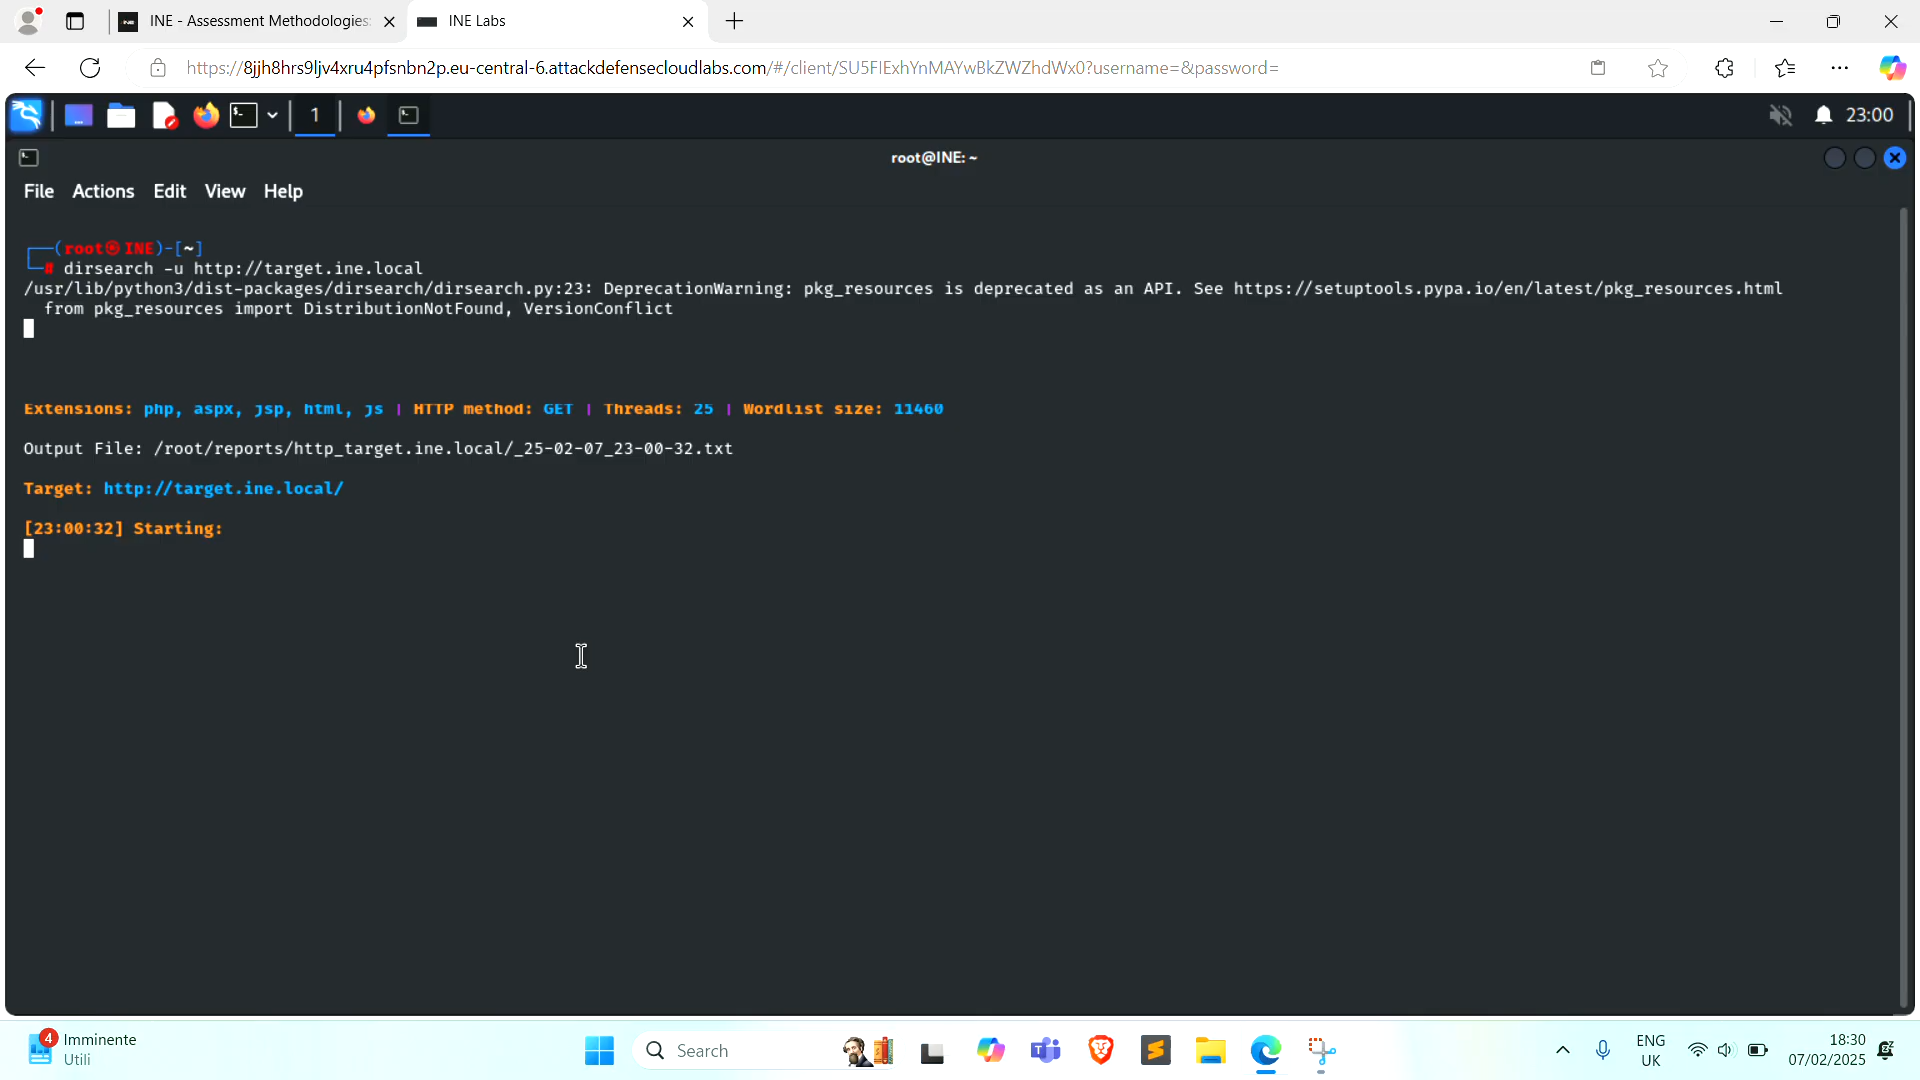 INE - Assessment Methodologies:
INE Labs
https://8jjh8hrs9ljv4xru4pfsnbn2p.eu-central-6.attackdefensecloudlabs.com/#/client/SU5FIExhYnMAYwBkZWZhdWx0?username=&password=
1
23:00
root@INE: ~
File Actions Edit View Help
(root㉿INE)-[~]
# dirsearch -u http://target.ine.local
/usr/lib/python3/dist-packages/dirsearch/dirsearch.py:23: DeprecationWarning: pkg_resources is deprecated as an API. See https://setuptools.pypa.io/en/latest/pkg_resources.html
from pkg_resources import DistributionNotFound, VersionConflict
Extensions: php, aspx, jsp, html, js | HTTP method: GET | Threads: 25 | Wordlist size: 11460
Output File: /root/reports/http_target.ine.local/_25-02-07_23-00-32.txt
Target: http://target.ine.local/
[23:00:32] Starting:
4
Imminente
Utili
Search
ENG
UK
18:30
07/02/2025